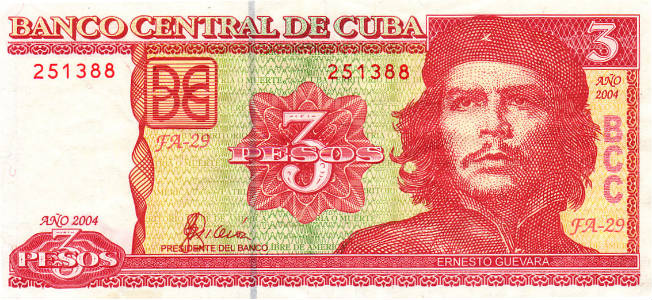 BANCO CENTRAL DE CUBA
3
251388
251388
AÑO
2004
FA-29
3
PESOS
BCC
FA-29
AÑO 2004
PRESIDENTE DEL BANCO
3
PESOS
ERNESTO GUEVARA